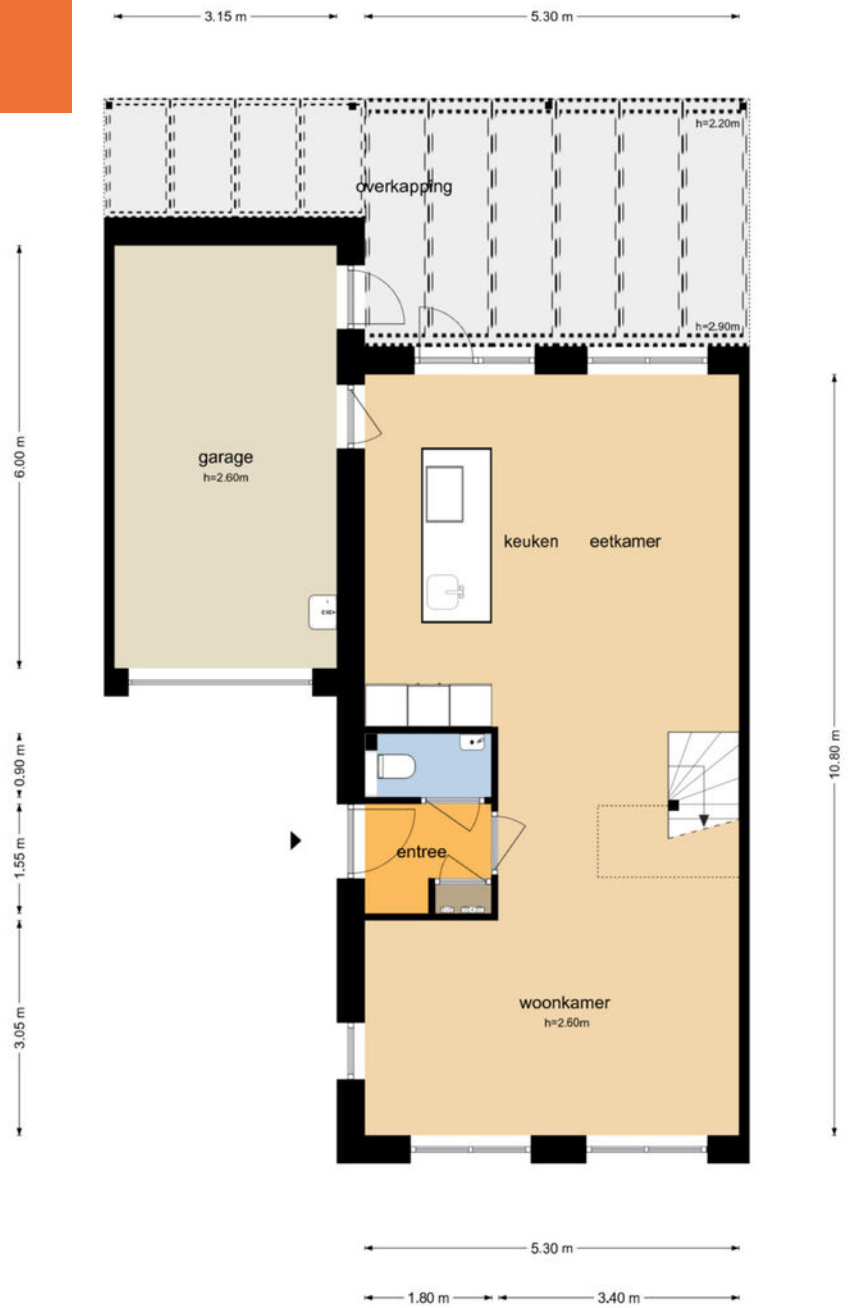 3.15 m
5.30 m
h=2.20m
overkapping
h=2.90m
6.00 m
garage
h=2.60m
keuken
eetkamer
10.80 m
0.90 m
1.55 m
entree
3.05 m
woonkamer
h=2.60m
5.30 m
1.80 m
3.40 m